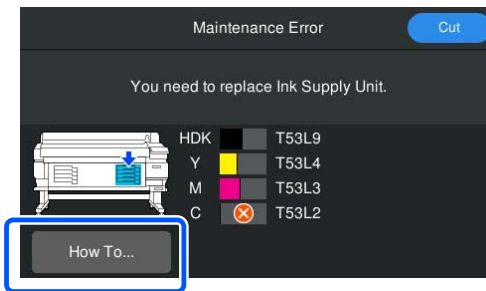 Maintenance Error
Cut
You need to replace Ink Supply Unit.
HDK T53L9
Y T53L4
M T53L3
C T53L2
How To...